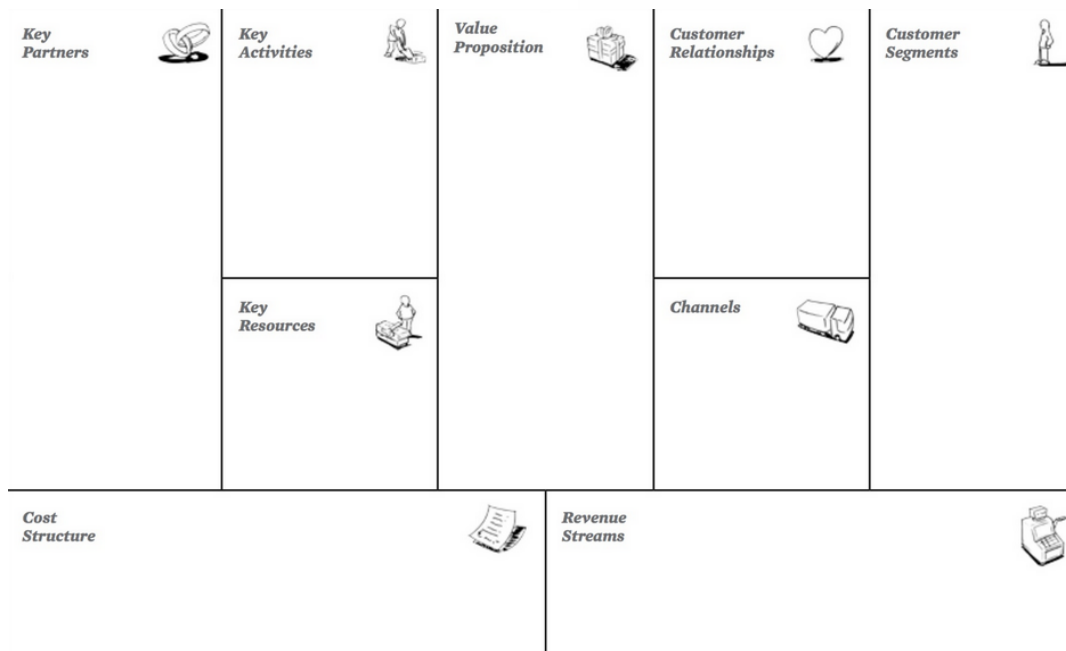 Key
Partners
Key
Activities
Value
Proposition
Customer
Relationships
Customer
Segments
Key
Resources
Channels
Cost
Structure
Revenue
Streams